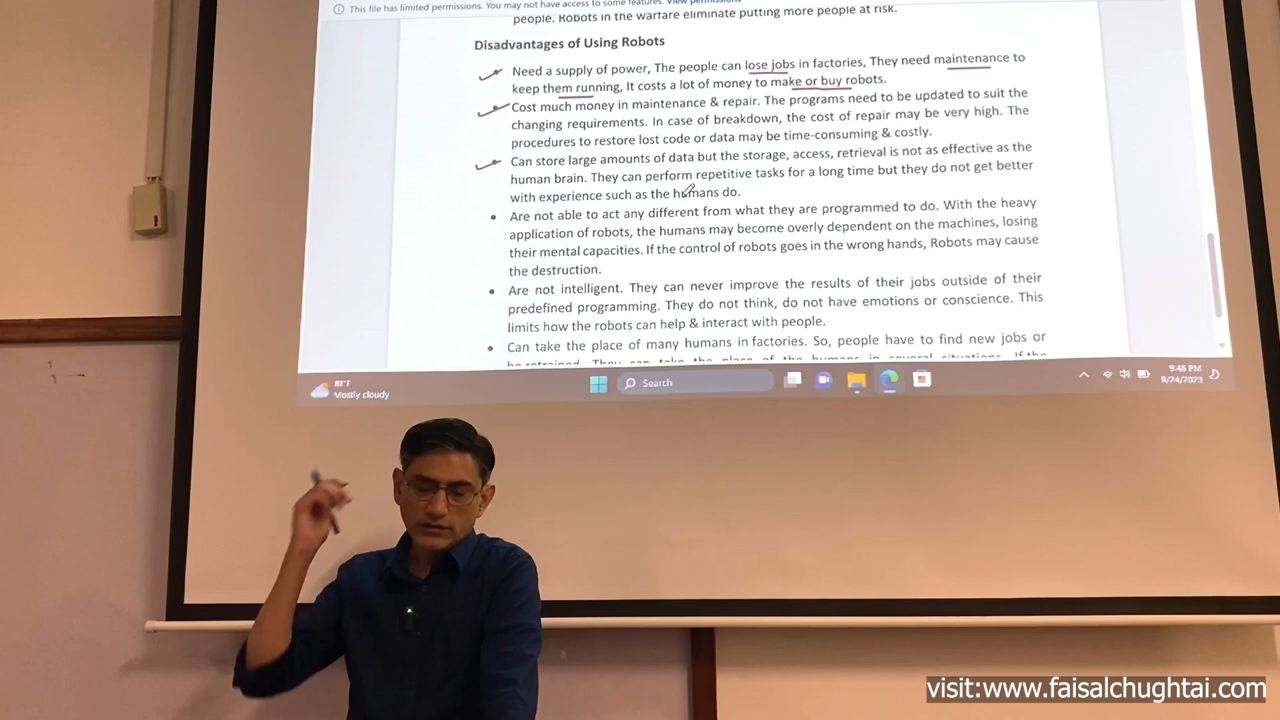 This file has limited permissions. You may not have access to some features. View permissions
people. Robots in the warfare eliminate putting more people at risk.
Disadvantages of Using Robots
Need a supply of power, The people can lose jobs in factories, They need maintenance to
keep them running, It costs a lot of money to make or buy robots.
Cost much money in maintenance & repair. The programs need to be updated to suit the
changing requirements. In case of breakdown, the cost of repair may be very high. The
procedures to restore lost code or data may be time-consuming & costly.
Can store large amounts of data but the storage, access, retrieval is not as effective as the
human brain. They can perform repetitive tasks for a long time but they do not get better
with experience such as the humans do.
• Are not able to act any different from what they are programmed to do. With the heavy
application of robots, the humans may become overly dependent on the machines, losing
their mental capacities. If the control of robots goes in the wrong hands, Robots may cause
the destruction.
• Are not intelligent. They can never improve the results of their jobs outside of their
predefined programming. They do not think, do not have emotions or conscience. This
limits how the robots can help & interact with people.
• Can take the place of many humans in factories. So, people have to find new jobs or
81°F
Mostly cloudy
Search
9:45 PM
9/24/2023
visit:www.faisalchughtai.com